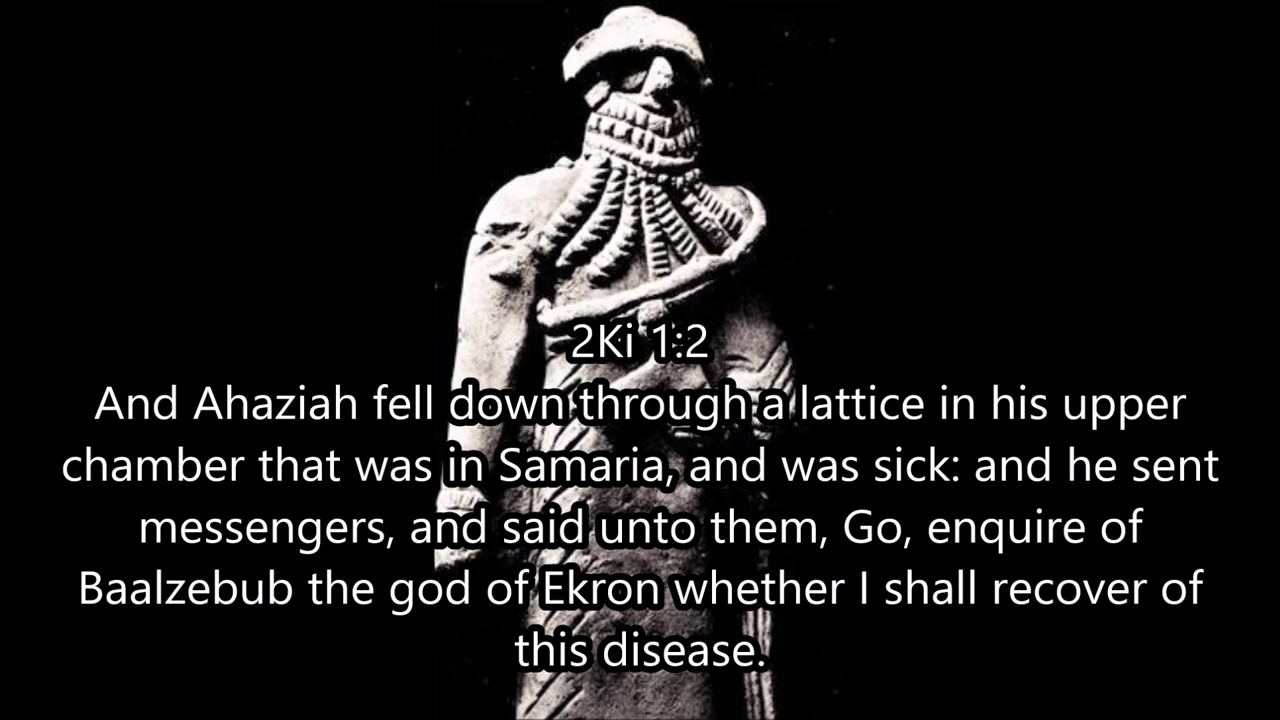 2Ki 1:2
And Ahaziah fell down through a lattice in his upper
chamber that was in Samaria, and was sick: and he sent
messengers, and said unto them, Go, enquire of
Baalzebub the god of Ekron whether I shall recover of
this disease.